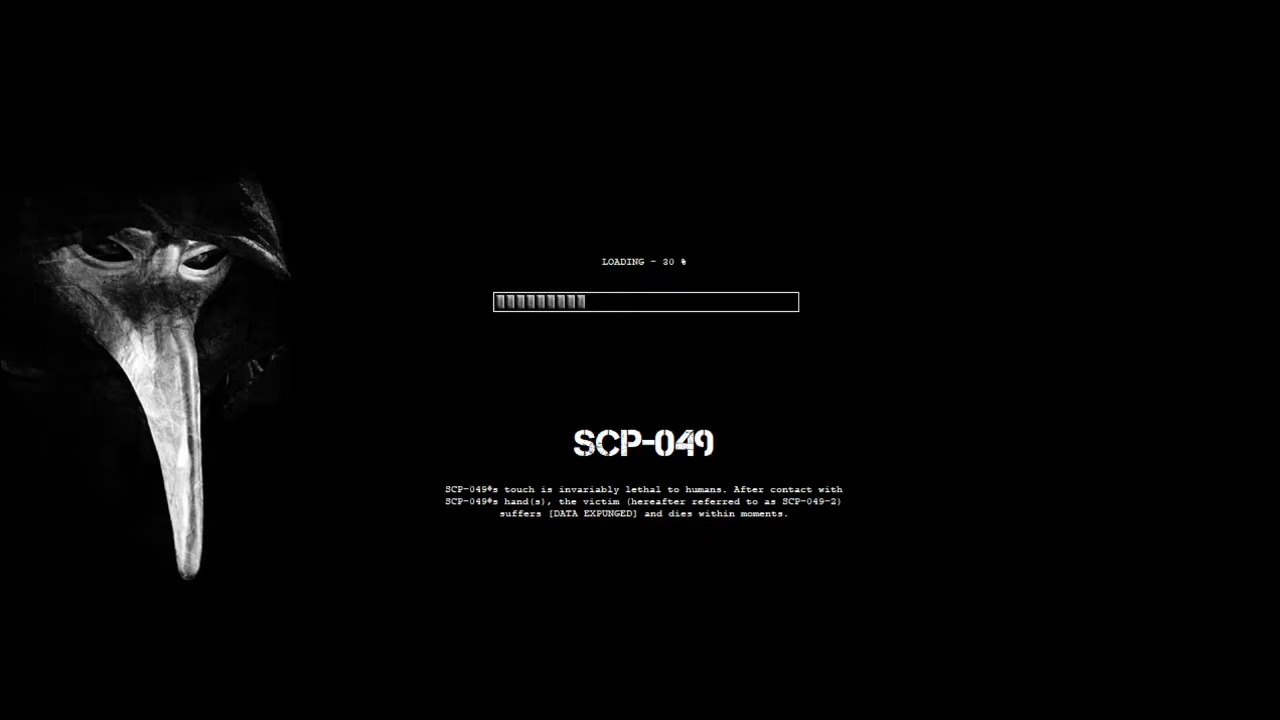 LOADING - 30 %
SCP-049
SCP-049's touch is invariably lethal to humans. After contact with
SCP-049's hand(s), the victim (hereafter referred to as SCP-049-2)
suffers [DATA EXPUNGED] and dies within moments.